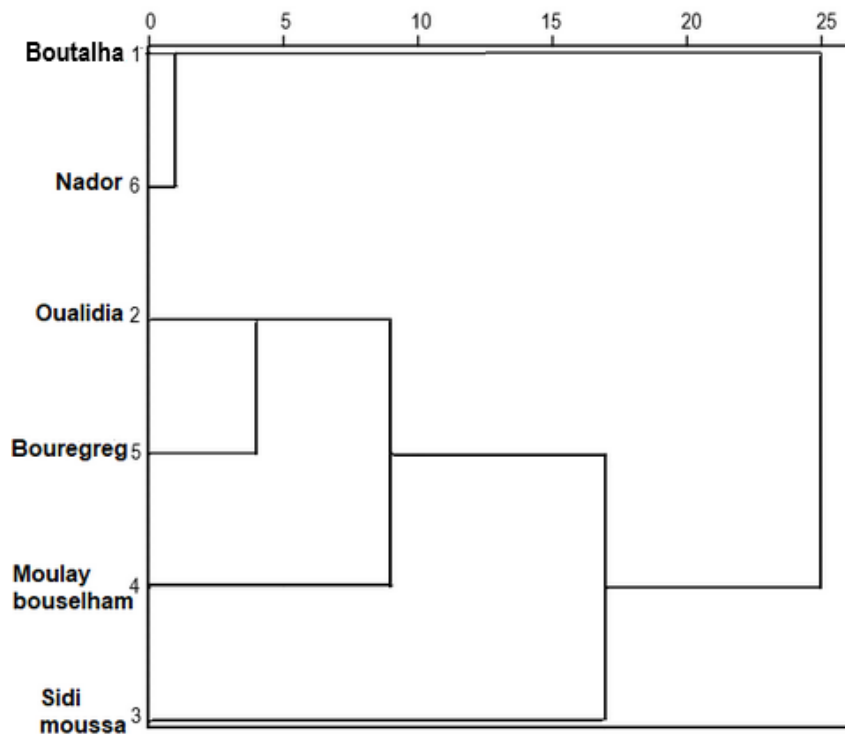 0 5 10 15 20 25
Boutalha 1
Nador 6
Oualidia 2
Bouregreg 5
Moulay
bouselham 4
Sidi
moussa 3